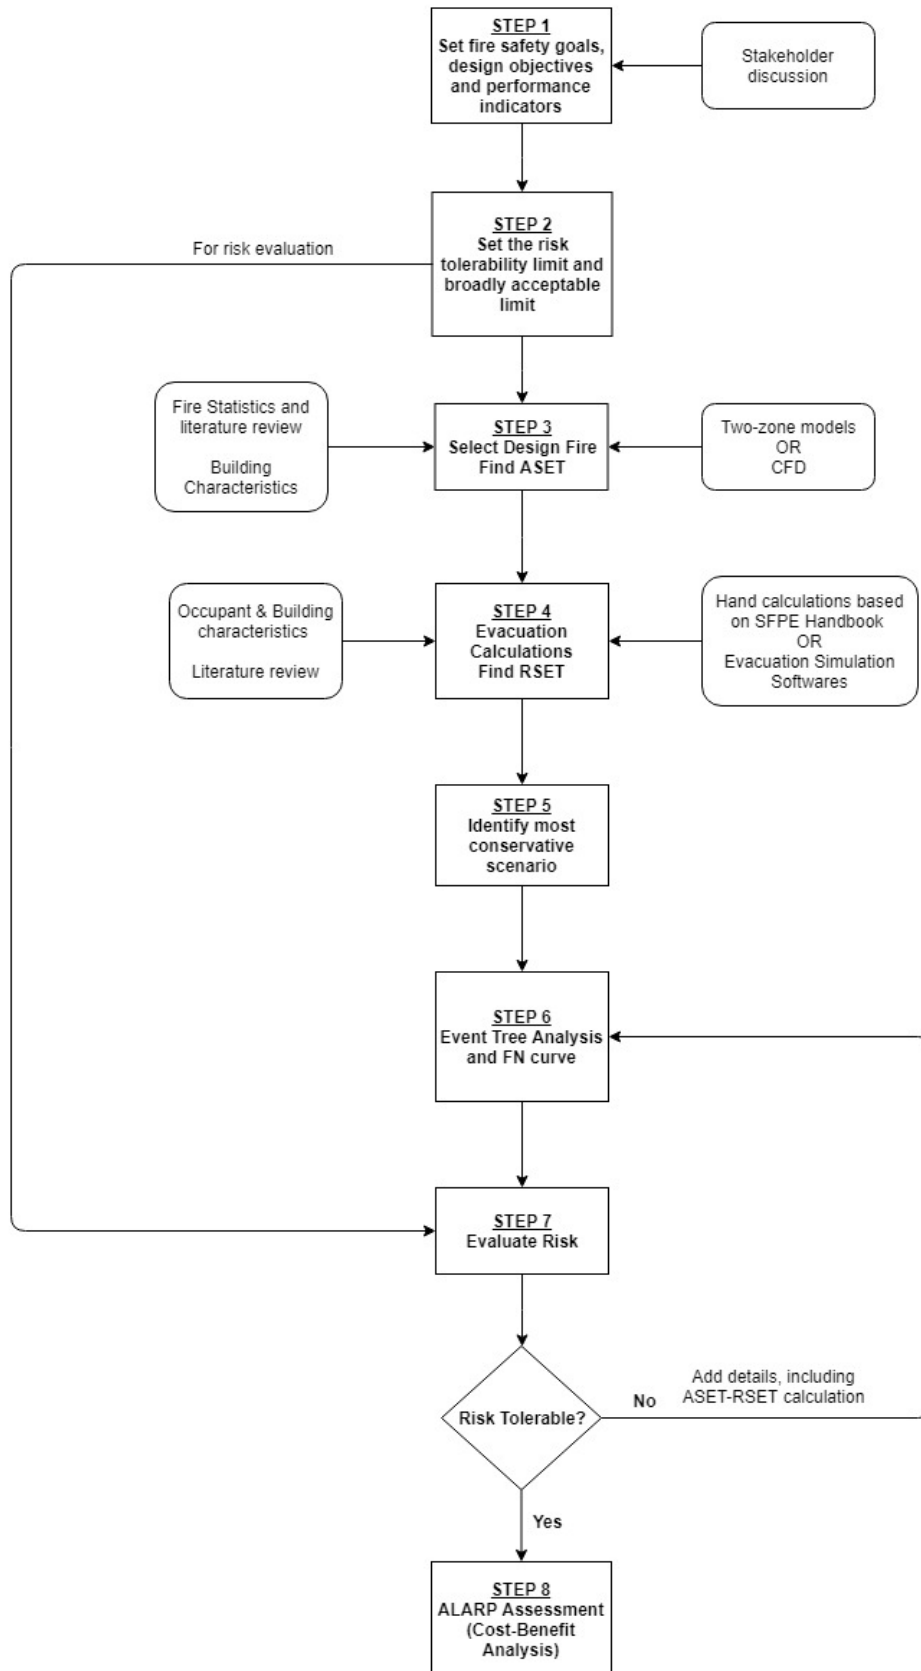 STEP 1
Set fire safety goals,
design objectives
and performance
indicators
Stakeholder
discussion
STEP 2
Set the risk
tolerability limit and
broadly acceptable
limit
For risk evaluation
Fire Statistics and
literature review
Building
Characteristics
STEP 3
Select Design Fire
Find ASET
Two-zone models
OR
CFD
Occupant & Building
characteristics
Literature review
STEP 4
Evacuation
Calculations
Find RSET
Hand calculations based
on SFPE Handbook
OR
Evacuation Simulation
Softwares
STEP 5
Identify most
conservative
scenario
STEP 6
Event Tree Analysis
and FN curve
STEP 7
Evaluate Risk
Risk Tolerable?
No
Add details, including
ASET-RSET calculation
Yes
STEP 8
ALARP Assessment
(Cost-Benefit
Analysis)